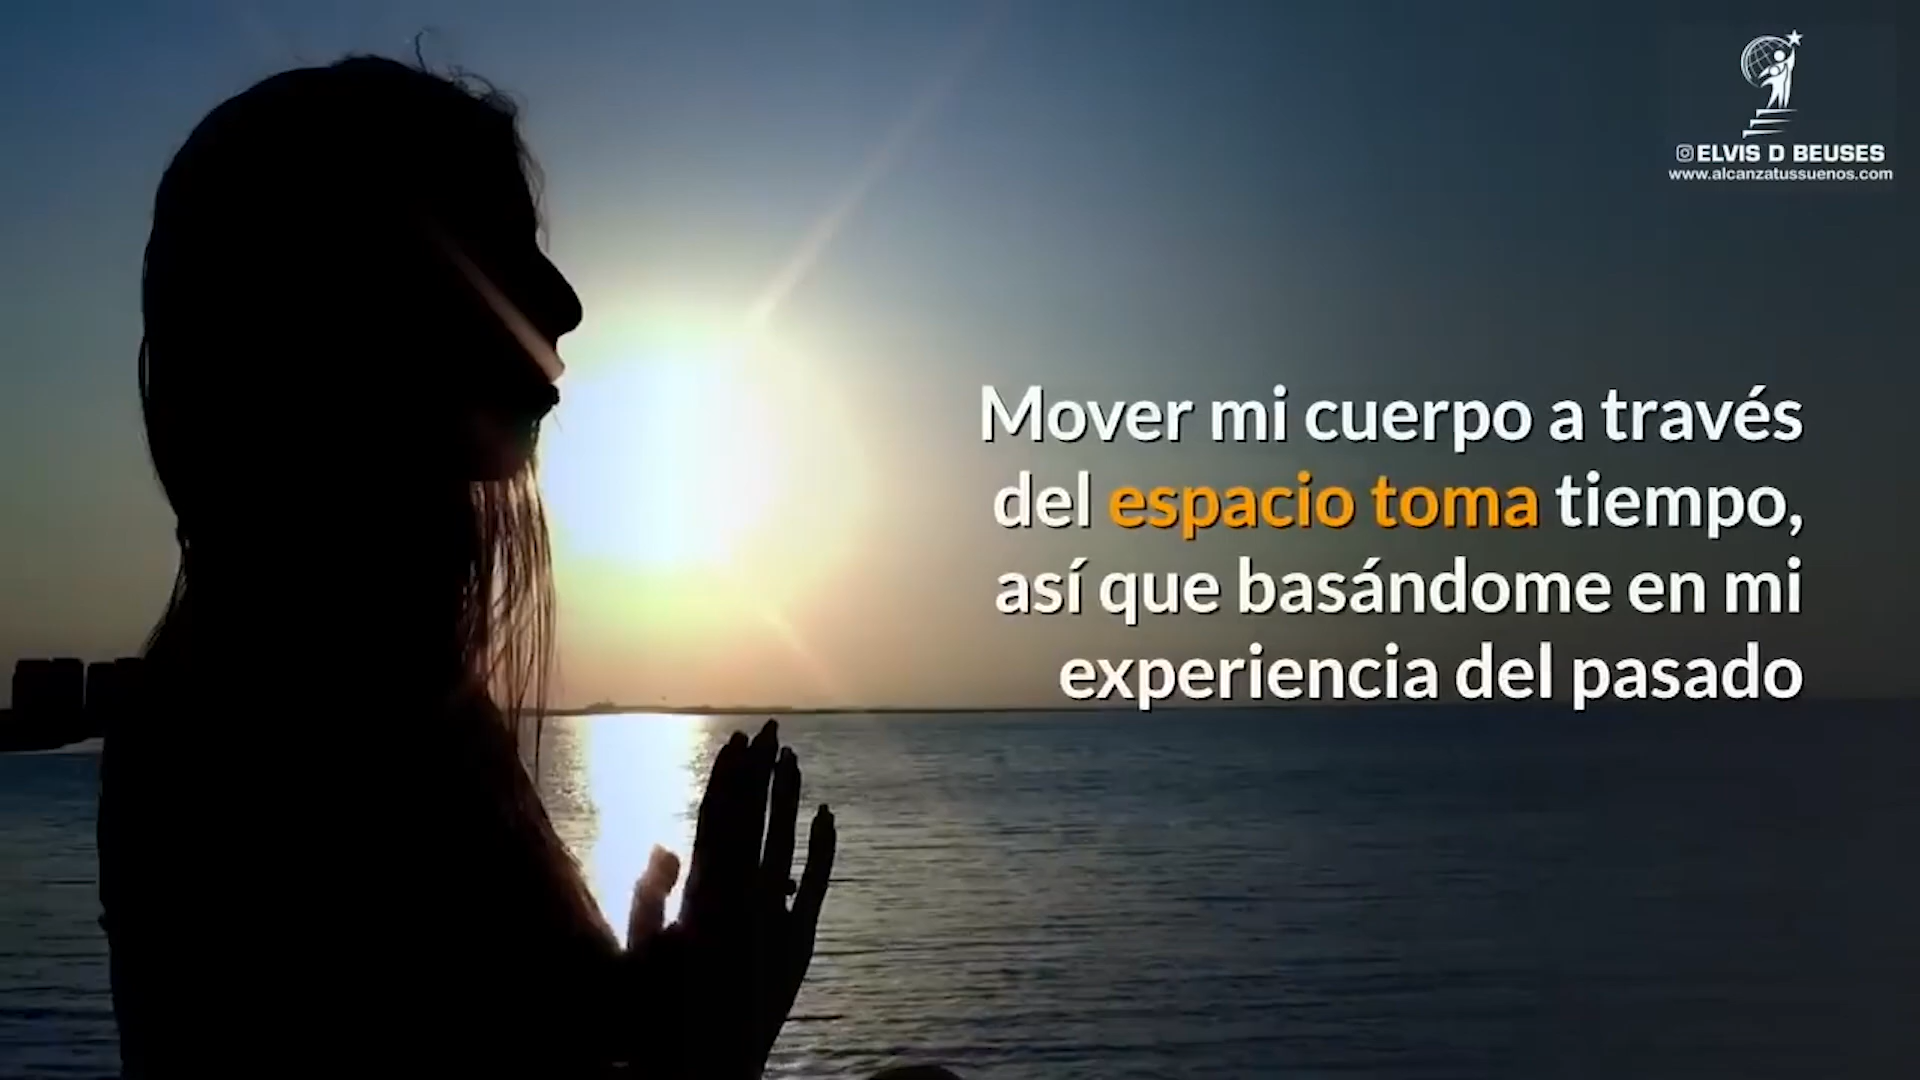 ELVIS D BEUSES
www.alcanzatussuenos.com
Mover mi cuerpo a través
del espacio toma tiempo,
así que basándome en mi
experiencia del pasado